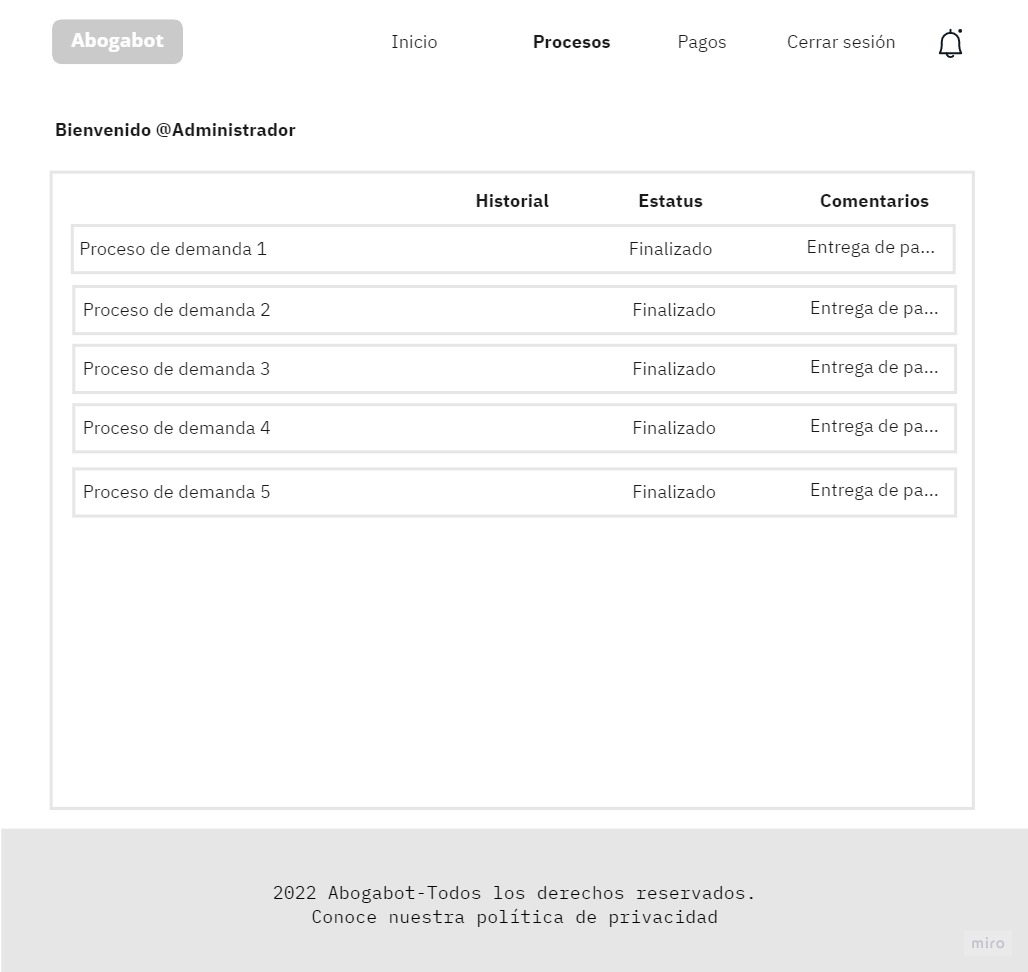 Abogabot Inicio Procesos Pagos Cerrar sesión
Bienvenido @Administrador
Historial Estatus Comentarios
Proceso de demanda 1 Finalizado Entrega de pa...
Proceso de demanda 2 Finalizado Entrega de pa...
Proceso de demanda 3 Finalizado Entrega de pa...
Proceso de demanda 4 Finalizado Entrega de pa...
Proceso de demanda 5 Finalizado Entrega de pa...
2022 Abogabot-Todos los derechos reservados.
Conoce nuestra política de privacidad
miro